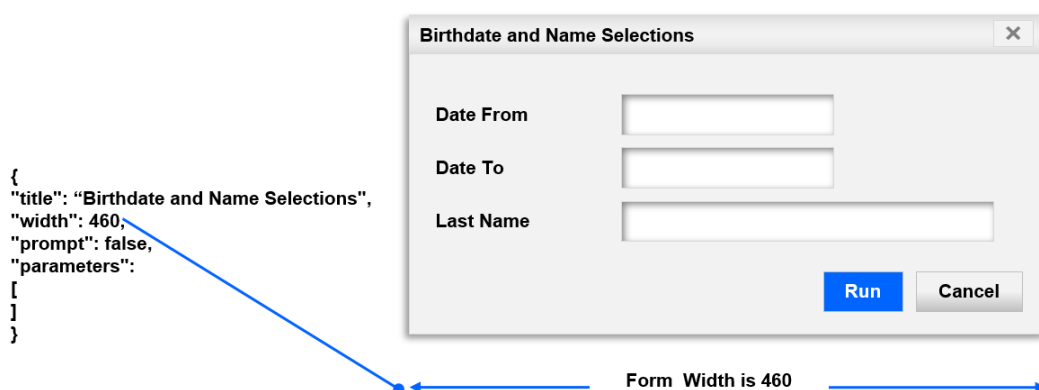 Birthdate and Name Selections
Date From
Date To
Last Name
Run Cancel
{
"title": “Birthdate and Name Selections",
"width": 460,
"prompt": false,
"parameters":
[
]
}
Form Width is 460